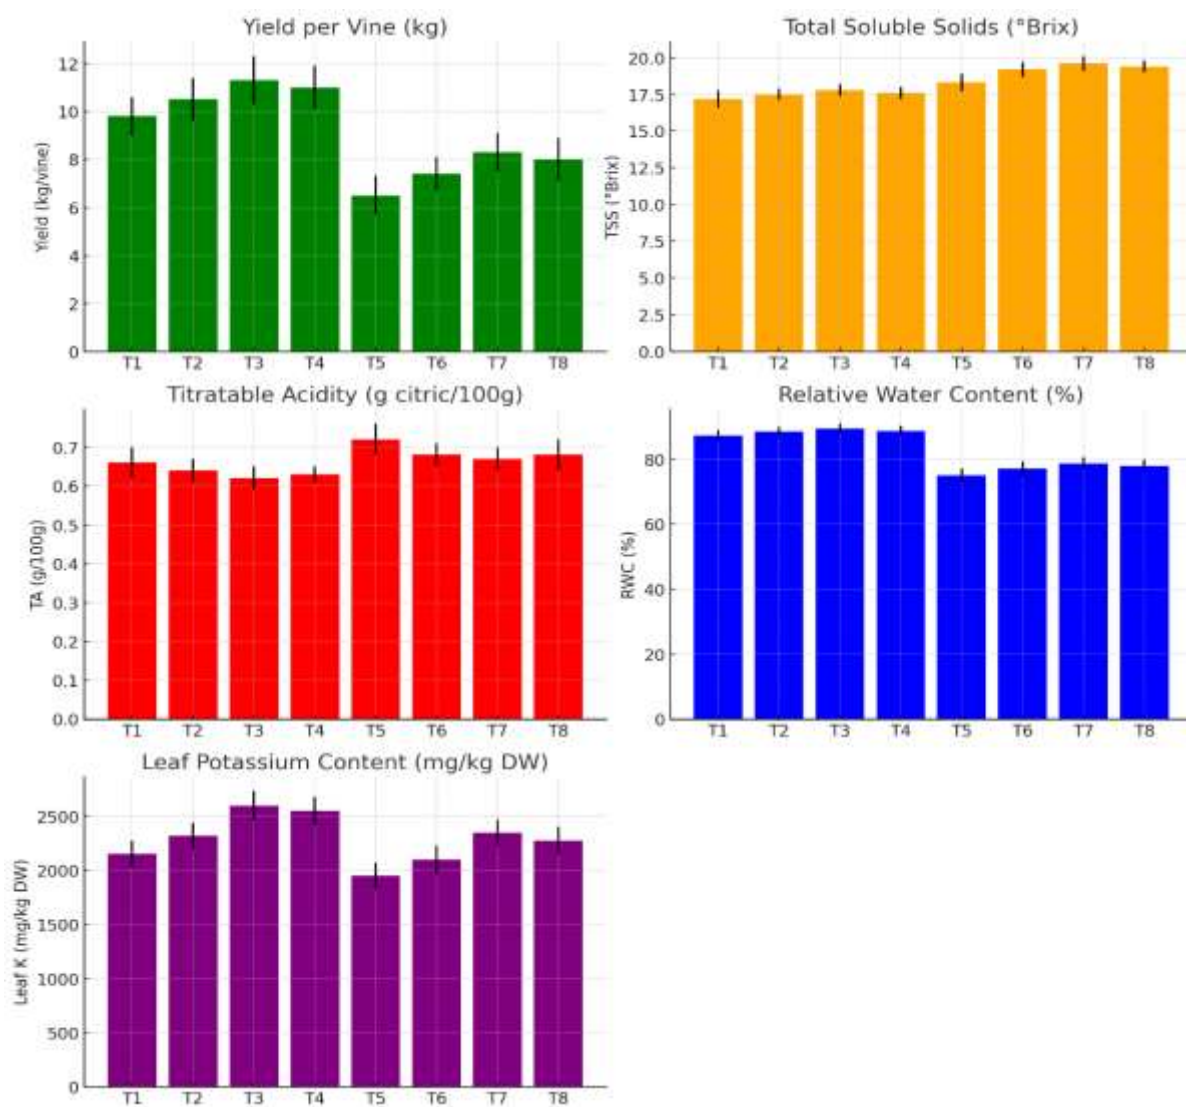 Yield per Vine (kg)
Yield (kg/vine)
12
10
8
6
4
2
0
T1 T2 T3 T4 T5 T6 T7 T8
Total Soluble Solids (°Brix)
TSS (°Brix)
20.0
17.5
15.0
12.5
10.0
7.5
5.0
2.5
0.0
T1 T2 T3 T4 T5 T6 T7 T8
Titratable Acidity (g citric/100g)
TA (g/100g)
0.7
0.6
0.5
0.4
0.3
0.2
0.1
0.0
T1 T2 T3 T4 T5 T6 T7 T8
Relative Water Content (%)
RWC (%)
80
60
40
20
0
T1 T2 T3 T4 T5 T6 T7 T8
Leaf Potassium Content (mg/kg DW)
Leaf K (mg/kg DW)
2500
2000
1500
1000
500
0
T1 T2 T3 T4 T5 T6 T7 T8